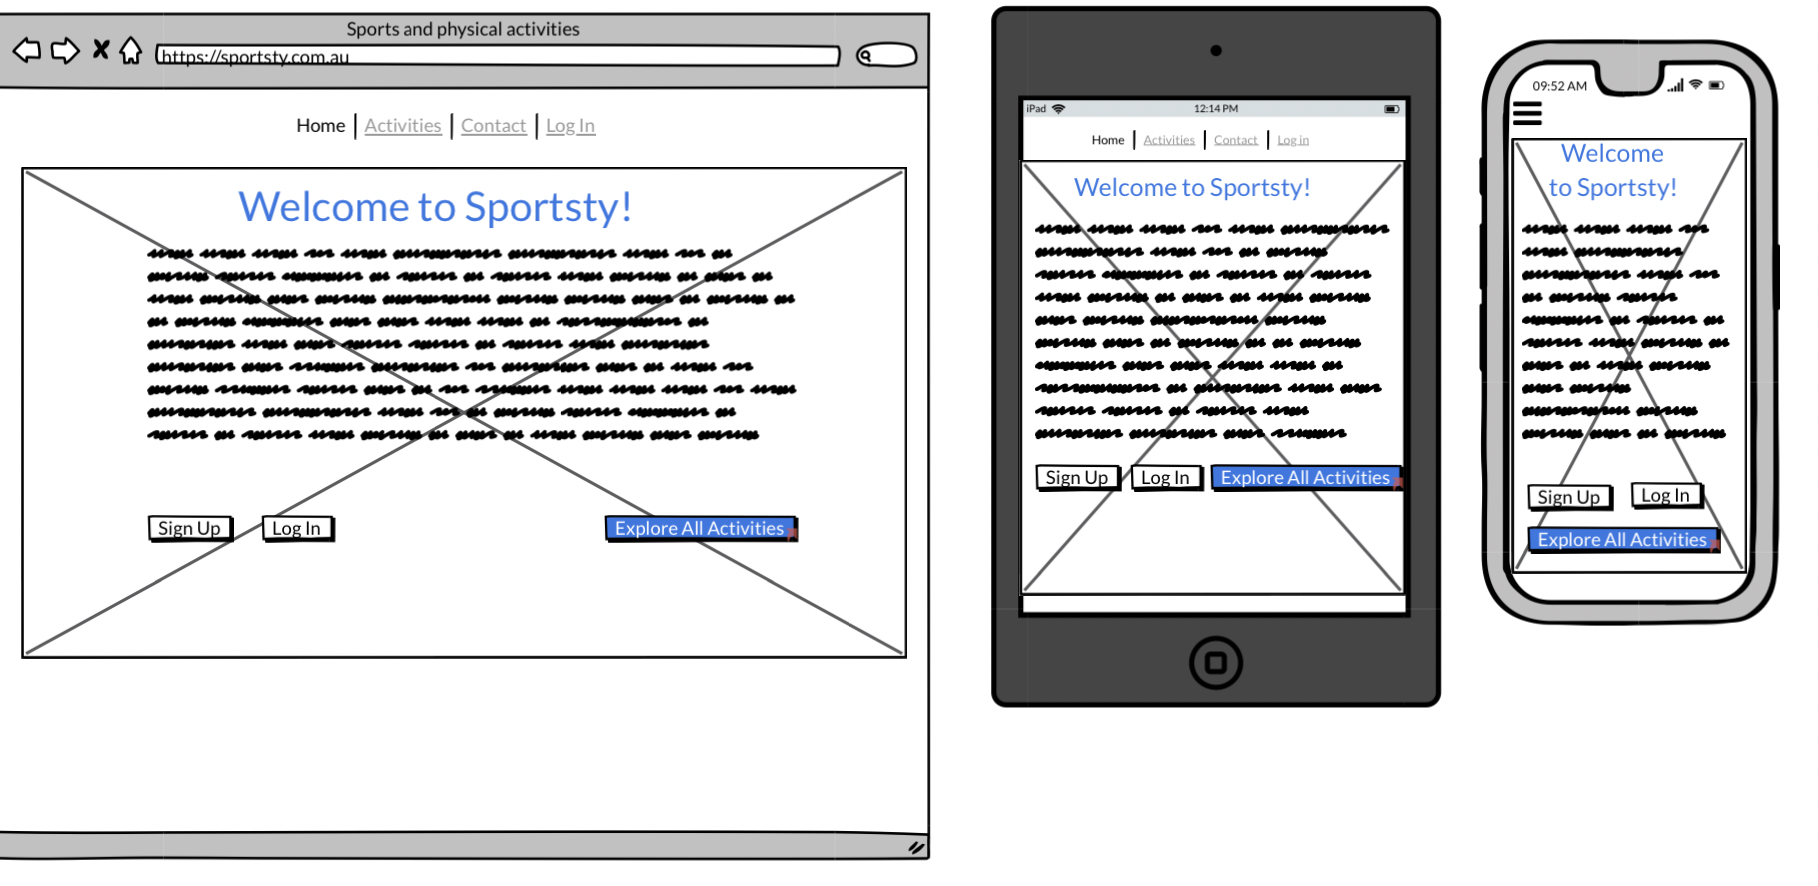 Sports and physical activities
https://sportsty.com.au
Home | Activities | Contact | Log In
Welcome to Sportsty!
Sign Up
Log In
Explore All Activities
iPad
12:14 PM
Home | Activities | Contact | Log in
Welcome to Sportsty!
Sign Up
Log In
Explore All Activities
09:52 AM
Welcome
to Sportsty!
Sign Up
Log In
Explore All Activities